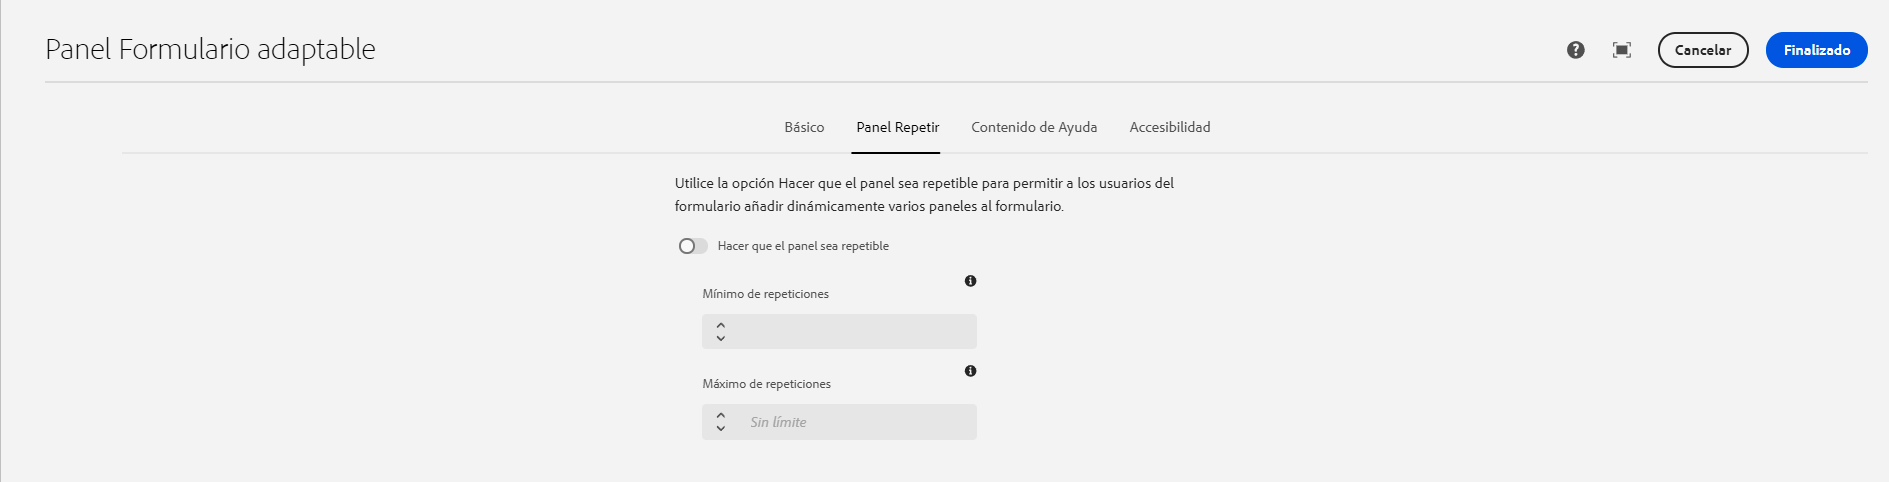 Panel Formulario adaptable
Cancelar
Finalizado
Básico
Panel Repetir
Contenido de Ayuda
Accesibilidad
Utilice la opción Hacer que el panel sea repetible para permitir a los usuarios del
formulario añadir dinámicamente varios paneles al formulario.
Hacer que el panel sea repetible
Mínimo de repeticiones
Máximo de repeticiones
Sin límite